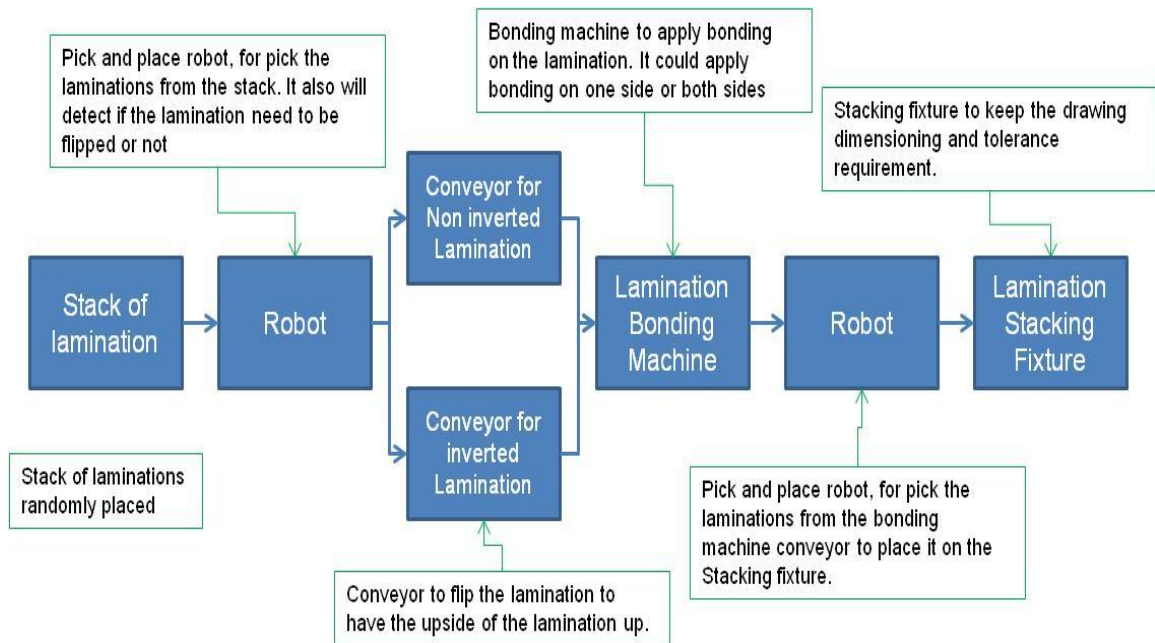 Pick and place robot, for pick the
laminations from the stack. It also will
detect if the lamination need to be
flipped or not
Bonding machine to apply bonding
on the lamination. It could apply
bonding on one side or both sides
Stacking fixture to keep the drawing
dimensioning and tolerance
requirement.
Stack of
lamination
Robot
Conveyor for
Non inverted
Lamination
Conveyor for
inverted
Lamination
Lamination
Bonding
Machine
Robot
Lamination
Stacking
Fixture
Stack of laminations
randomly placed
Conveyor to flip the lamination to
have the upside of the lamination up.
Pick and place robot, for pick the
laminations from the bonding
machine conveyor to place it on the
Stacking fixture.